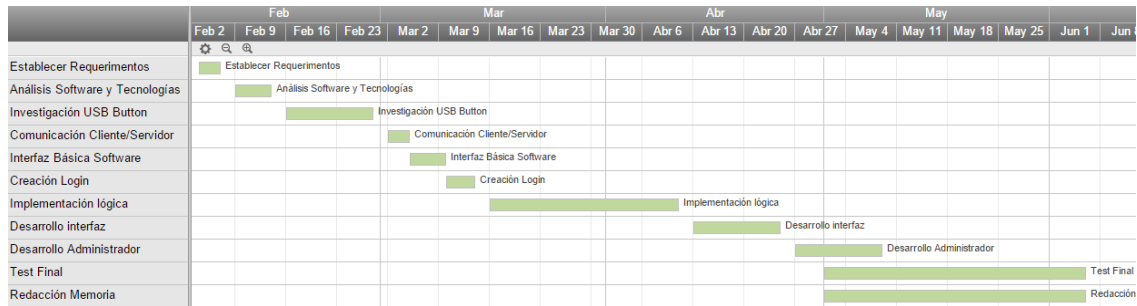 Feb Mar Abr May
Feb 2 Feb 9 Feb 16 Feb 23 Mar 2 Mar 9 Mar 16 Mar 23 Mar 30 Abr 6 Abr 13 Abr 20 Abr 27 May 4 May 11 May 18 May 25 Jun 1 Jun 8
Establecer Requerimentos Establecer Requerimentos
Análisis Software y Tecnologías Análisis Software y Tecnologías
Investigación USB Button Investigación USB Button
Comunicación Cliente/Servidor Comunicación Cliente/Servidor
Interfaz Básica Software Interfaz Básica Software
Creación Login Creación Login
Implementación lógica Implementación lógica
Desarrollo interfaz Desarrollo interfaz
Desarrollo Administrador Desarrollo Administrador
Test Final Test Final
Redacción Memoria Redacción